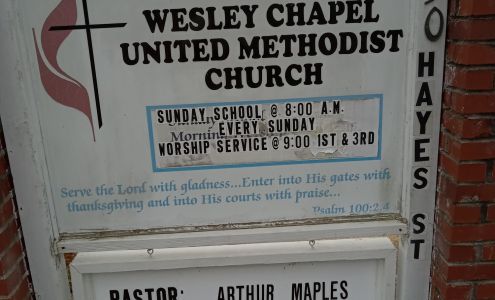 WESLEY CHAPEL
UNITED METHODIST
CHURCH
SUNDAY SCHOOL @ 8:00 A.M.
EVERY SUNDAY
Morning
WORSHIP SERVICE @ 9:00 1ST & 3RD
Serve the Lord with gladness...Enter into His gates with
thanksgiving and into His courts with praise...
Psalm 100:2,4
PASTOR: ARTHUR MAPLES
O HAYES ST